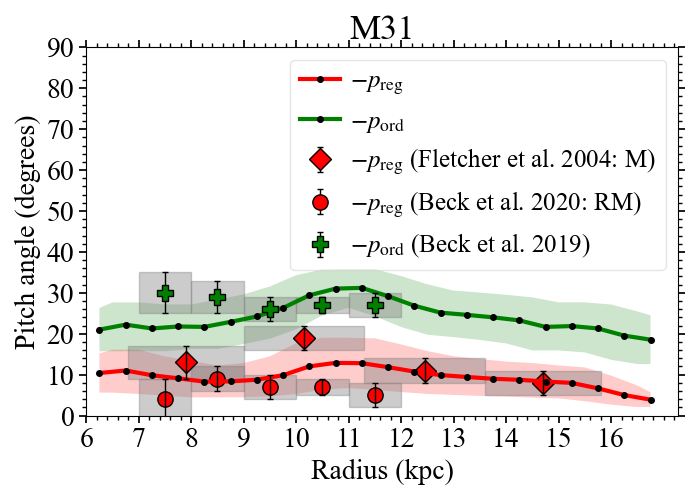 M31
90
80
70
60
50
40
30
20
10
0
Pitch angle (degrees)
−p_reg
−p_ord
−p_reg (Fletcher et al. 2004: M)
−p_reg (Beck et al. 2020: RM)
−p_ord (Beck et al. 2019)
6 7 8 9 10 11 12 13 14 15 16
Radius (kpc)